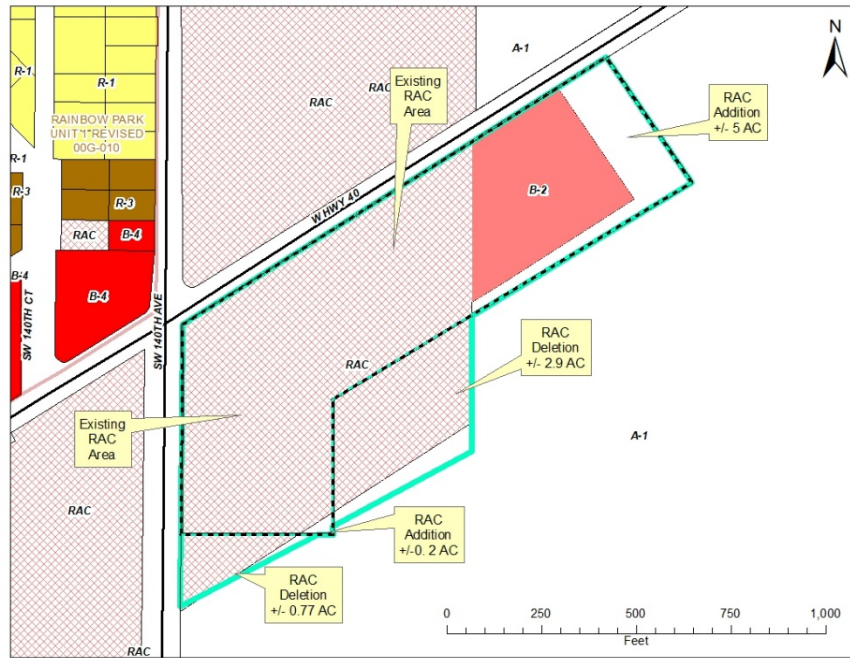 N
A-1
R-1
R-1
RAC
RAC
Existing
RAC
Area
RAC
Addition
+/- 5 AC
RAINBOW PARK
UNIT 1 REVISED
00G-010
R-1
R-3
R-3
RAC
B-4
B-4
B-4
W HWY 40
B-2
SW 140TH CT
SW 140TH AVE
RAC
RAC
Deletion
+/- 2.9 AC
Existing
RAC
Area
A-1
RAC
RAC
Addition
+/-0. 2 AC
RAC
Deletion
+/- 0.77 AC
RAC
0 250 500 750 1,000
Feet